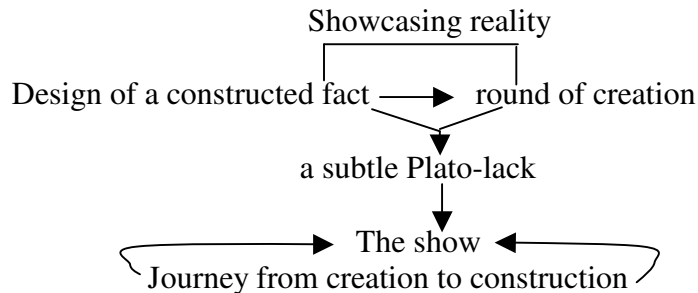 Showcasing reality
Design of a constructed fact round of creation
a subtle Plato-lack
The show
Journey from creation to construction